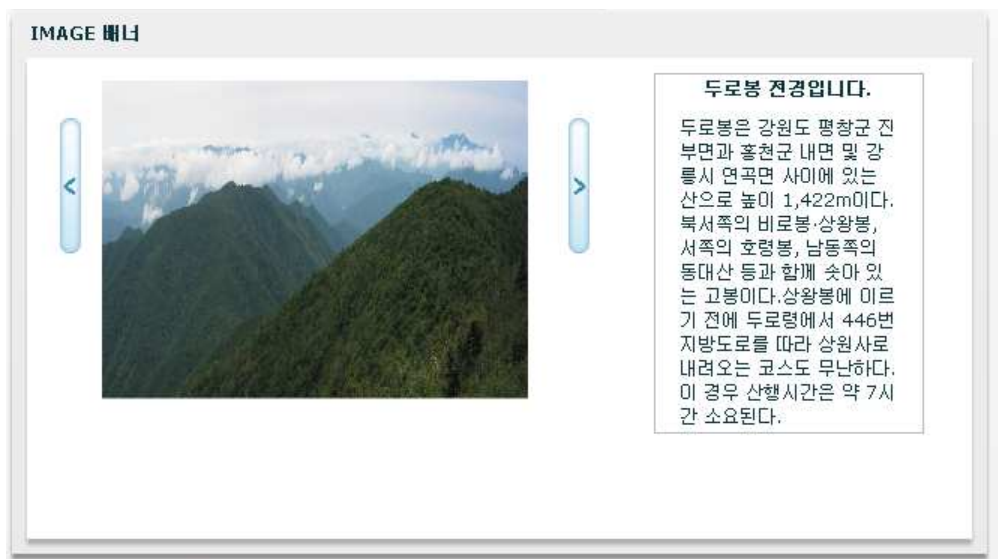 IMAGE 배너
<
>
두로봉 전경입니다.
두로봉은 강원도 평창군 진
부면과 홍천군 내면 및 강
릉시 연곡면 사이에 있는
산으로 높이 1,422m이다.
북서쪽의 비로봉·상왕봉,
서쪽의 호령봉, 남동쪽의
동대산 등과 함께 솟아 있
는 고봉이다.상왕봉에 이르
기 전에 두로령에서 446번
지방도로를 따라 상원사로
내려오는 코스도 무난하다.
이 경우 산행시간은 약 7시
간 소요된다.